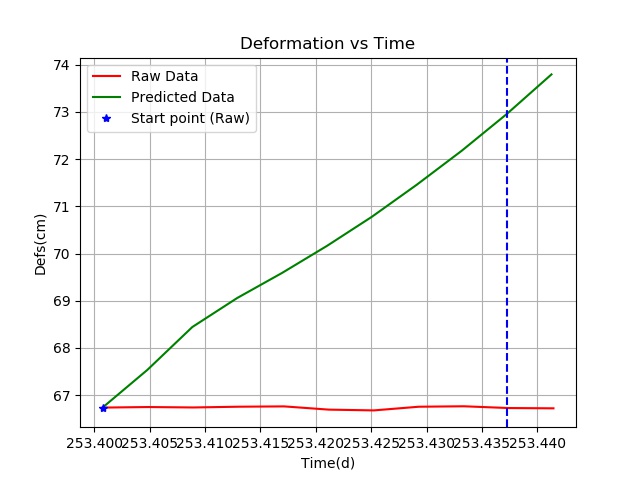 Deformation vs Time
Raw Data
Predicted Data
Start point (Raw)
74
73
72
71
70
69
68
67
Defs(cm)
253.400 253.405 253.410 253.415 253.420 253.425 253.430 253.435 253.440
Time(d)